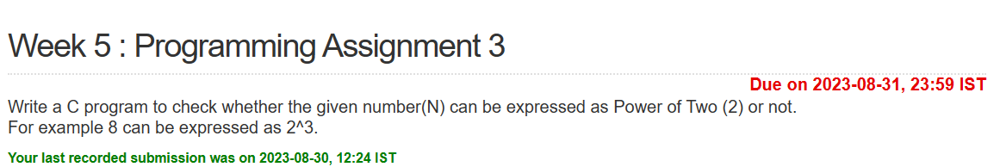 Week 5 : Programming Assignment 3
Due on 2023-08-31, 23:59 IST
Write a C program to check whether the given number(N) can be expressed as Power of Two (2) or not.
For example 8 can be expressed as 2^3.
Your last recorded submission was on 2023-08-30, 12:24 IST